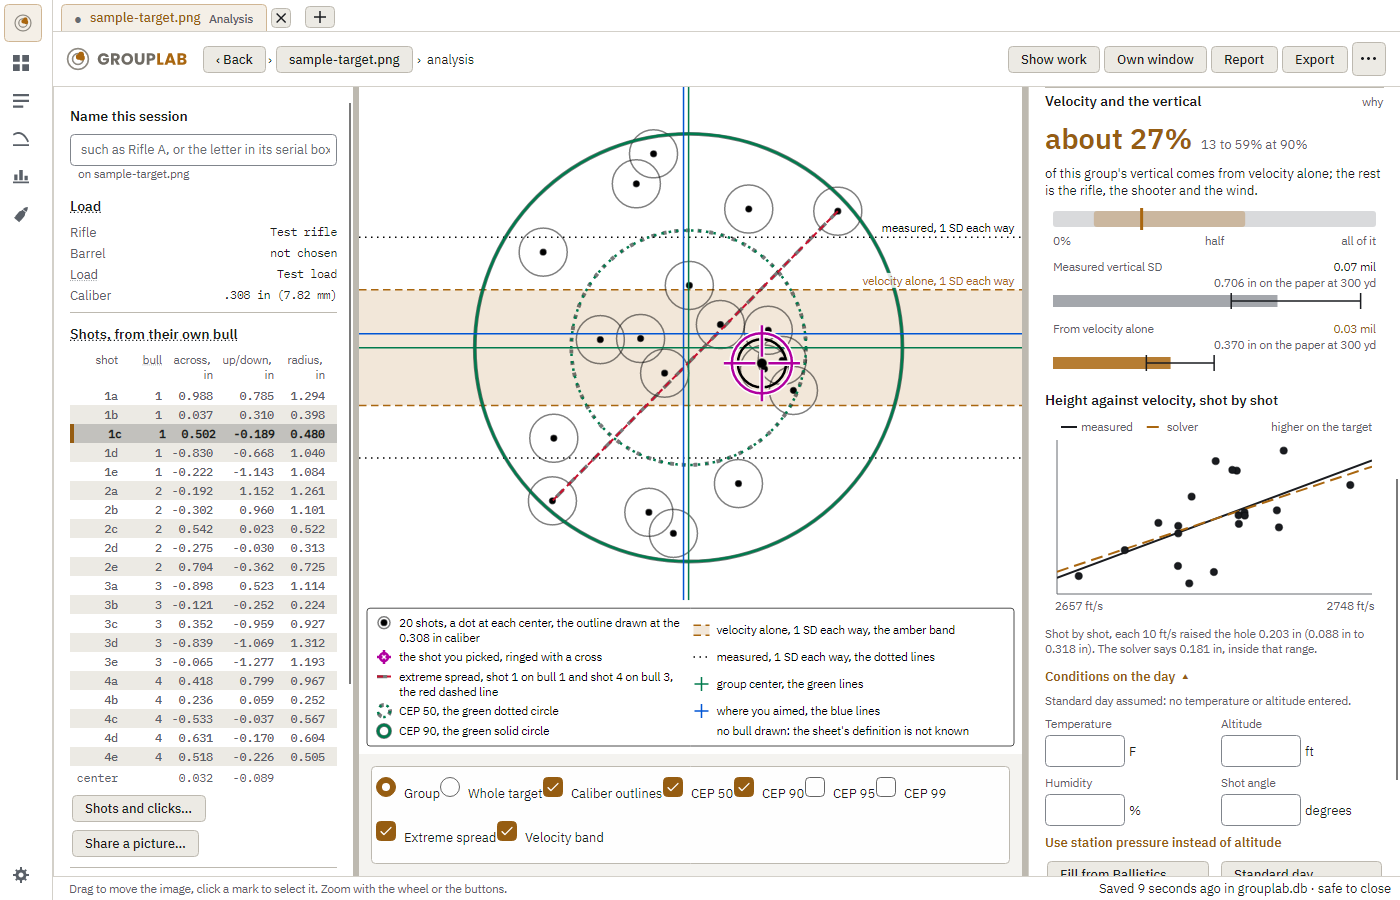 sample-target.png Analysis
GROUPLAB
‹ Back › sample-target.png › analysis
Show work
Own window
Report
Export
Name this session
such as Rifle A, or the letter in its serial box
on sample-target.png
Load
Rifle Test rifle
Barrel not chosen
Load Test load
Caliber .308 in (7.82 mm)
Shots, from their own bull
shot bull across, in up/down, in radius, in
1a 1 0.988 0.785 1.294
1b 1 0.037 0.310 0.398
1c 1 0.502 -0.189 0.480
1d 1 -0.830 -0.668 1.040
1e 1 -0.222 -1.143 1.084
2a 2 -0.192 1.152 1.261
2b 2 -0.302 0.960 1.101
2c 2 0.542 0.023 0.522
2d 2 -0.275 -0.030 0.313
2e 2 0.704 -0.362 0.725
3a 3 -0.898 0.523 1.114
3b 3 -0.121 -0.252 0.224
3c 3 0.352 -0.959 0.927
3d 3 -0.839 -1.069 1.312
3e 3 -0.065 -1.277 1.193
4a 4 0.418 0.799 0.967
4b 4 0.236 0.059 0.252
4c 4 -0.533 -0.037 0.567
4d 4 0.631 -0.170 0.604
4e 4 0.518 -0.226 0.505
center 0.032 -0.089
Shots and clicks...
Share a picture...
measured, 1 SD each way
velocity alone, 1 SD each way
20 shots, a dot at each center, the outline drawn at the
0.308 in caliber
the shot you picked, ringed with a cross
extreme spread, shot 1 on bull 1 and shot 4 on bull 3,
the red dashed line
CEP 50, the green dotted circle
CEP 90, the green solid circle
velocity alone, 1 SD each way, the amber band
measured, 1 SD each way, the dotted lines
group center, the green lines
where you aimed, the blue lines
no bull drawn: the sheet's definition is not known
Group Whole target Caliber outlines CEP 50 CEP 90 CEP 95 CEP 99
Extreme spread Velocity band
Velocity and the vertical why
about 27% 13 to 59% at 90%
of this group's vertical comes from velocity alone; the rest
is the rifle, the shooter and the wind.
0% half all of it
Measured vertical SD 0.07 mil
0.706 in on the paper at 300 yd
From velocity alone 0.03 mil
0.370 in on the paper at 300 yd
Height against velocity, shot by shot
measured solver higher on the target
2657 ft/s 2748 ft/s
Shot by shot, each 10 ft/s raised the hole 0.203 in (0.088 in to
0.318 in). The solver says 0.181 in, inside that range.
Conditions on the day
Standard day assumed: no temperature or altitude entered.
Temperature Altitude
F ft
Humidity Shot angle
% degrees
Use station pressure instead of altitude
Fill from Ballistics Standard day
Drag to move the image, click a mark to select it. Zoom with the wheel or the buttons.
Saved 9 seconds ago in grouplab.db · safe to close